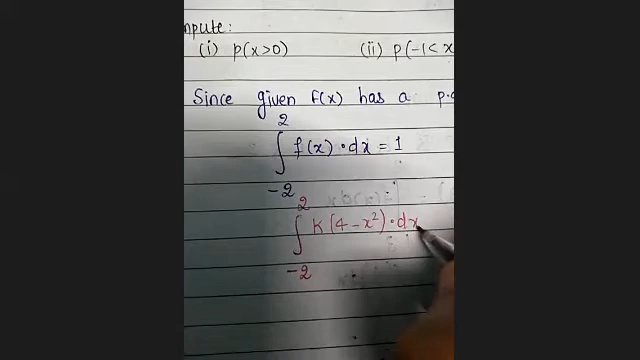 mpute:
(i) p(x>0) (ii) p(-1< x
Since given f(x) has a p.d
∫_{-2}^{2} f(x)·dx = 1
∫_{-2}^{2} k(4-x²)·dx